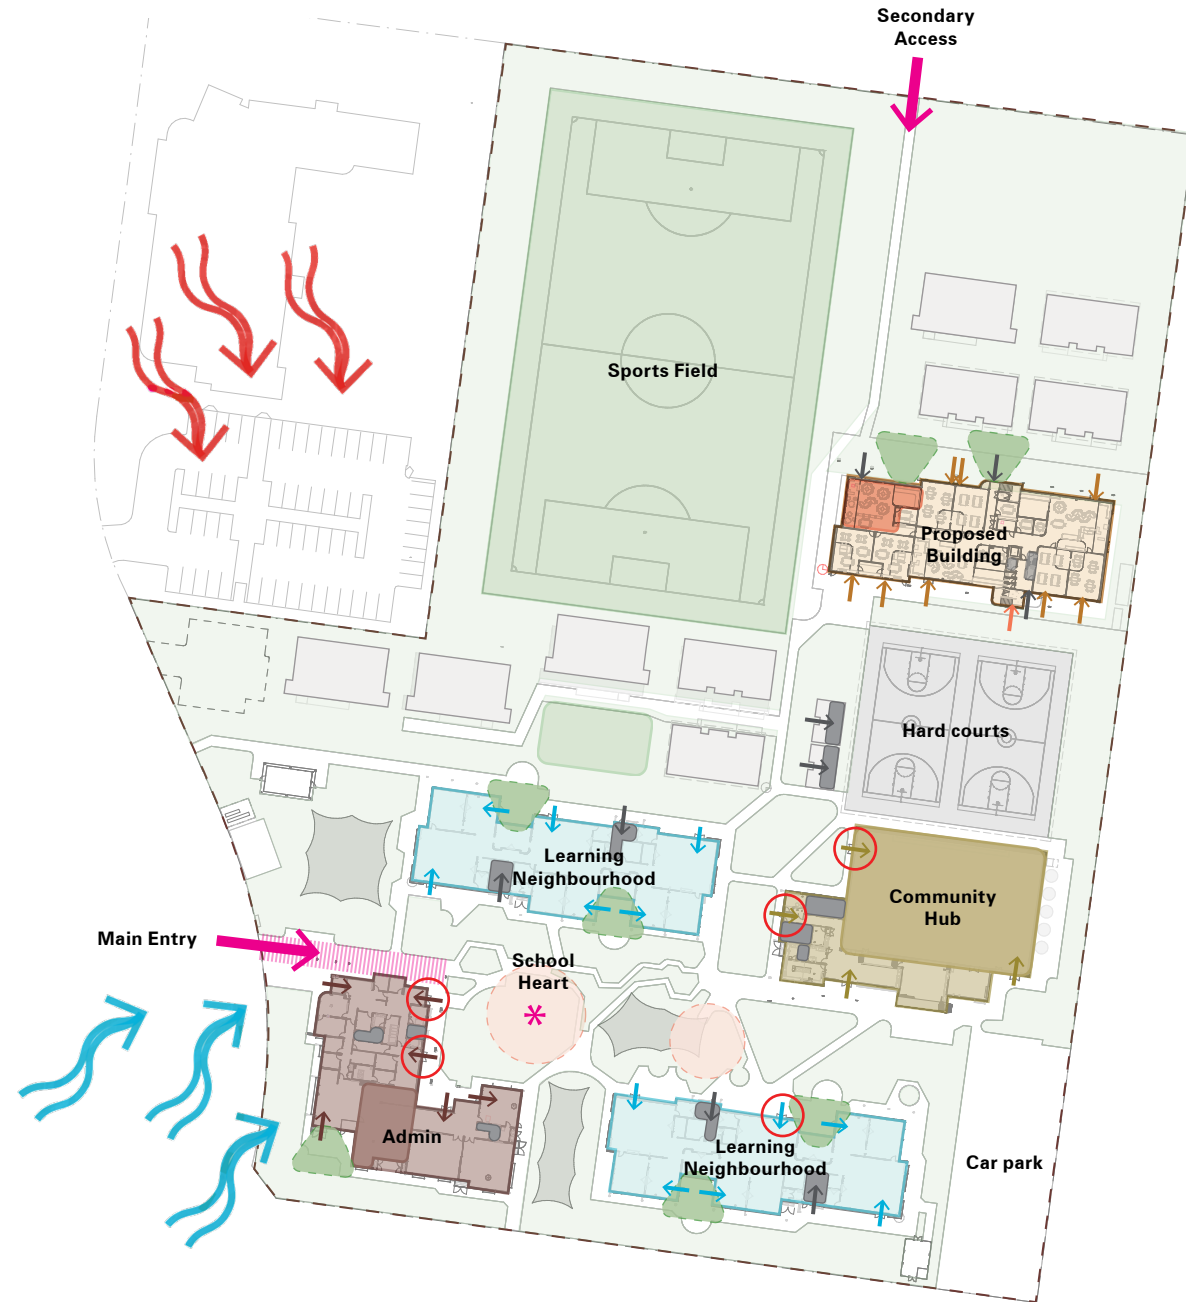 Secondary
Access
Sports Field
Proposed
Building
Hard courts
Learning
Neighbourhood
Community
Hub
Main Entry
School
Heart
*
Admin
Learning
Neighbourhood
Car park